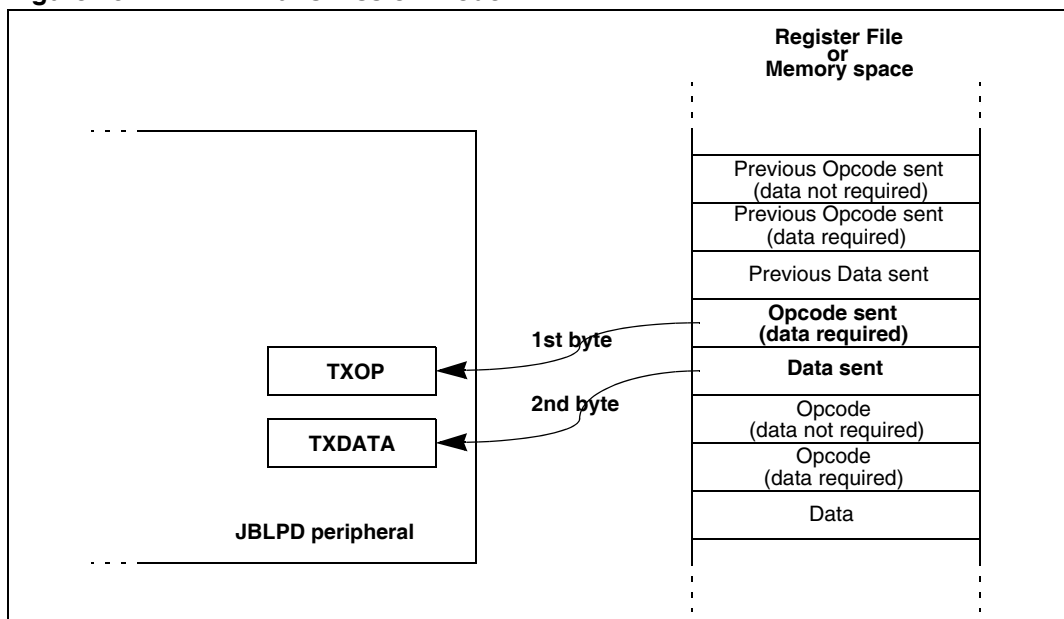 Register File
or
Memory space
Previous Opcode sent
(data not required)
Previous Opcode sent
(data required)
Previous Data sent
Opcode sent
(data required)
1st byte
TXOP
Data sent
2nd byte
TXDATA
Opcode
(data not required)
Opcode
(data required)
Data
JBLPD peripheral